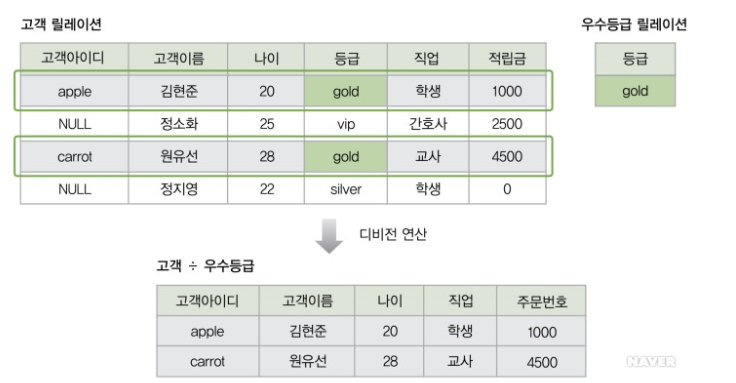 고객 릴레이션 우수등급 릴레이션
고객아이디 고객이름 나이 등급 직업 적립금 등급
apple 김현준 20 gold 학생 1000 gold
NULL 정소화 25 vip 간호사 2500
carrot 원유선 28 gold 교사 4500
NULL 정지영 22 silver 학생 0
디비전 연산
고객 ÷ 우수등급
고객아이디 고객이름 나이 직업 주문번호
apple 김현준 20 학생 1000
carrot 원유선 28 교사 4500
NAVER